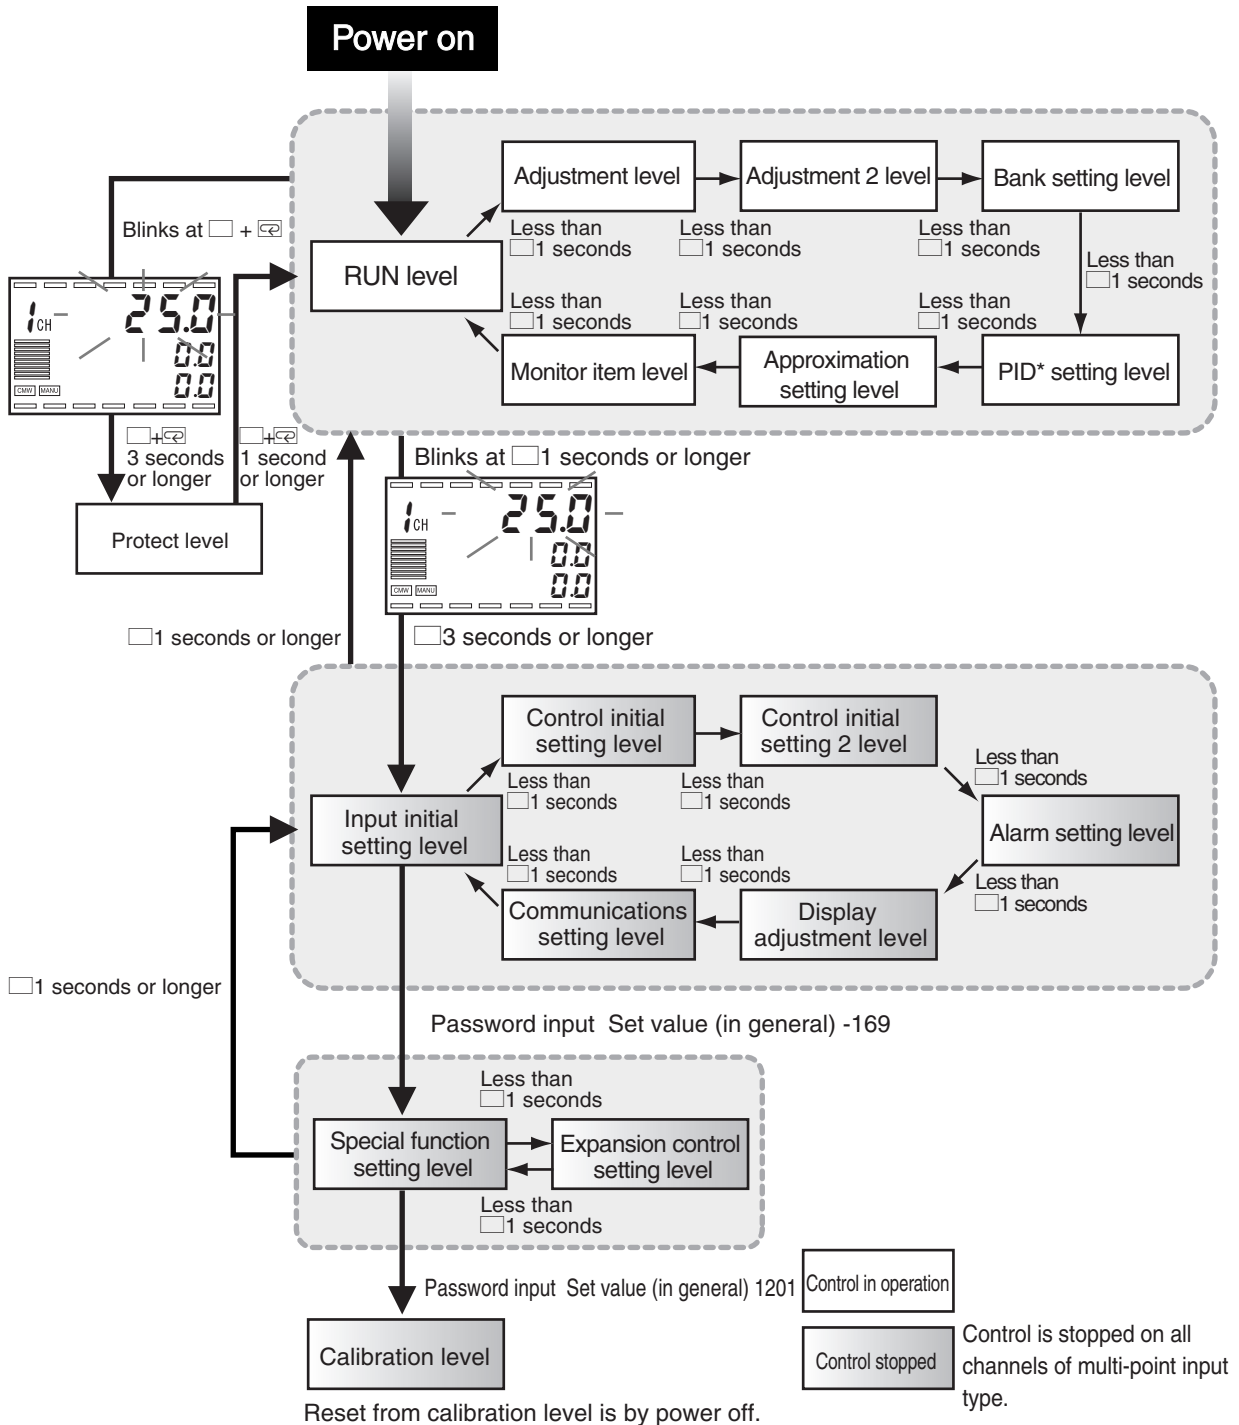 Power on
Adjustment level
Adjustment 2 level
Bank setting level
Less than
□1 seconds
Less than
□1 seconds
Less than
□1 seconds
Less than
□1 seconds
RUN level
Less than
□1 seconds
Less than
□1 seconds
Less than
□1 seconds
Monitor item level
Approximation
setting level
PID* setting level
Blinks at □ +
1 CH 25.0
0.0
0.0
CMW MANU
□+
3 seconds
or longer
□+
1 second
or longer
Protect level
Blinks at □1 seconds or longer
1 CH 25.0
0.0
0.0
CMW MANU
□1 seconds or longer
□3 seconds or longer
Control initial
setting level
Control initial
setting 2 level
Less than
□1 seconds
Less than
□1 seconds
Less than
□1 seconds
Input initial
setting level
Alarm setting level
Less than
□1 seconds
Less than
□1 seconds
Less than
□1 seconds
Communications
setting level
Display
adjustment level
□1 seconds or longer
Password input Set value (in general) -169
Less than
□1 seconds
Special function
setting level
Expansion control
setting level
Less than
□1 seconds
Password input Set value (in general) 1201
Control in operation
Calibration level
Control stopped
Control is stopped on all
channels of multi-point input
type.
Reset from calibration level is by power off.